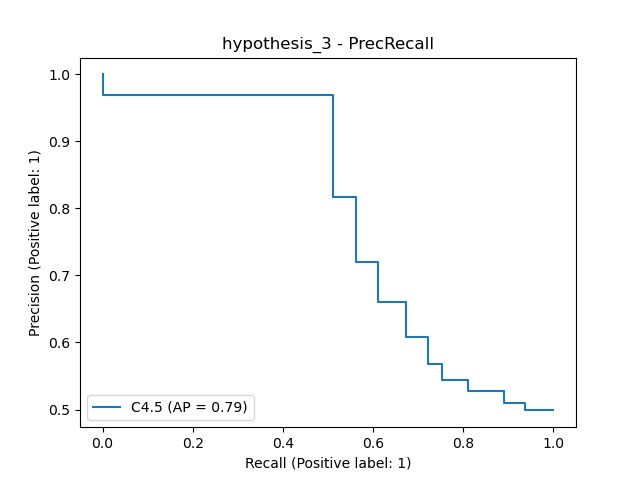 hypothesis_3 - PrecRecall
Precision (Positive label: 1)
1.0
0.9
0.8
0.7
0.6
0.5
C4.5 (AP = 0.79)
0.0 0.2 0.4 0.6 0.8 1.0
Recall (Positive label: 1)